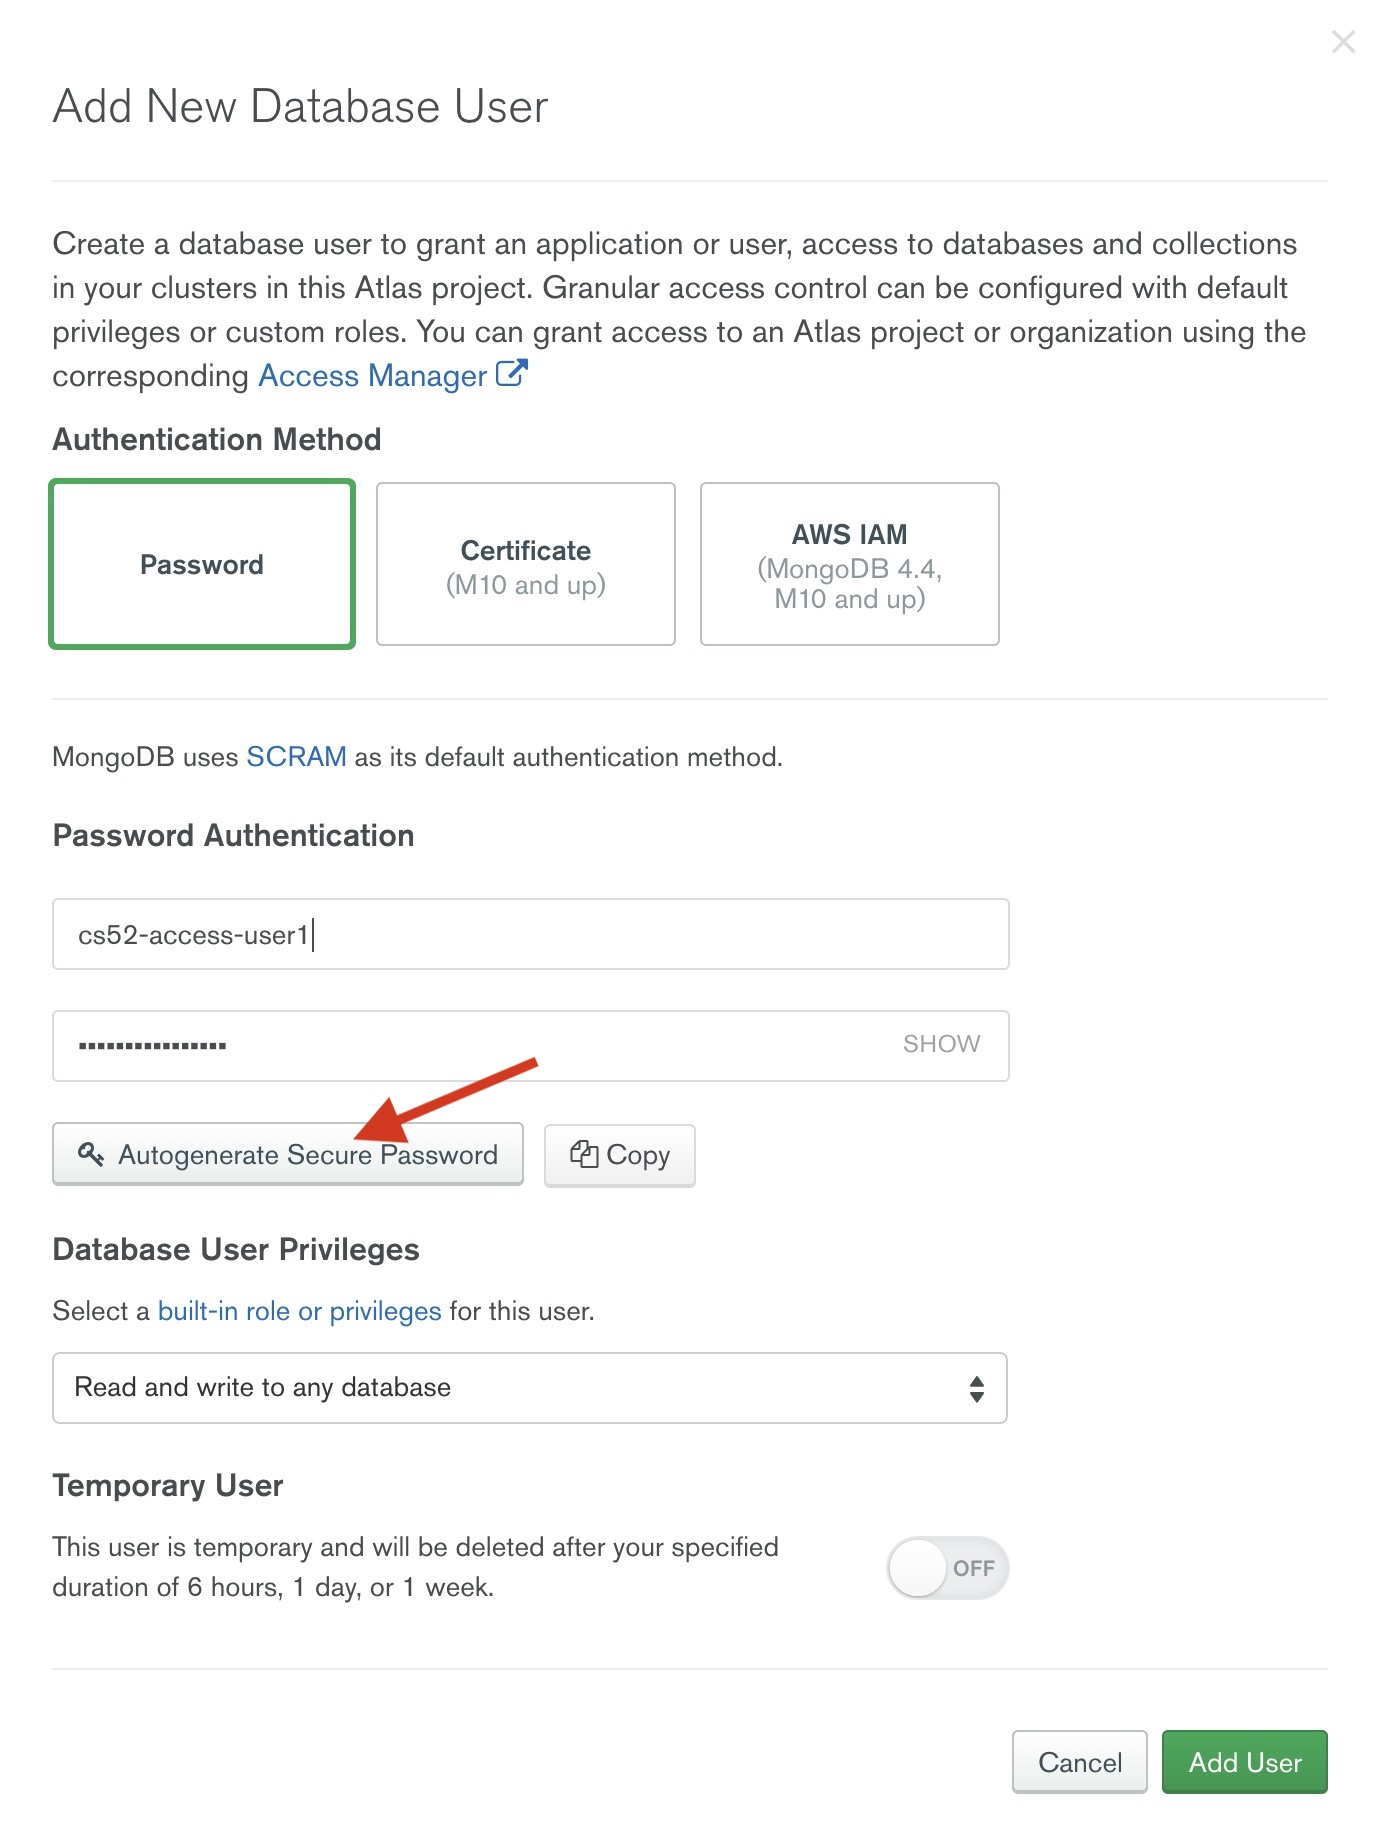 Add New Database User
Create a database user to grant an application or user, access to databases and collections
in your clusters in this Atlas project. Granular access control can be configured with default
privileges or custom roles. You can grant access to an Atlas project or organization using the
corresponding Access Manager
Authentication Method
Password
Certificate
(M10 and up)
AWS IAM
(MongoDB 4.4,
M10 and up)
MongoDB uses SCRAM as its default authentication method.
Password Authentication
cs52-access-user1
SHOW
Autogenerate Secure Password
Copy
Database User Privileges
Select a built-in role or privileges for this user.
Read and write to any database
Temporary User
This user is temporary and will be deleted after your specified
duration of 6 hours, 1 day, or 1 week.
OFF
Cancel
Add User